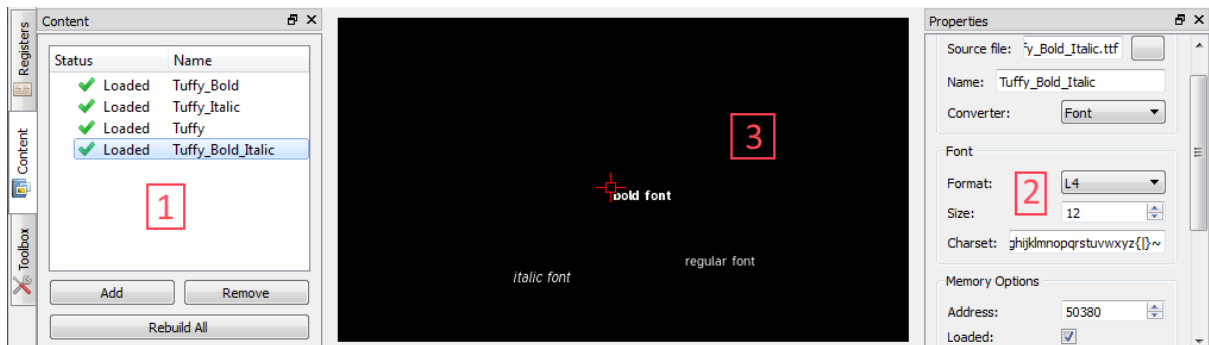 Registers
Content
Toolbox
Content
Status Name
Loaded Tuffy_Bold
Loaded Tuffy_Italic
Loaded Tuffy
Loaded Tuffy_Bold_Italic
1
Add Remove
Rebuild All
3
bold font
regular font
italic font
Properties
Source file: y_Bold_Italic.ttf
Name: Tuffy_Bold_Italic
Converter: Font
Font
Format: L4
2
Size: 12
Charset: ghijklmnopqrstuvwxyz{|}~
Memory Options
Address: 50380
Loaded: